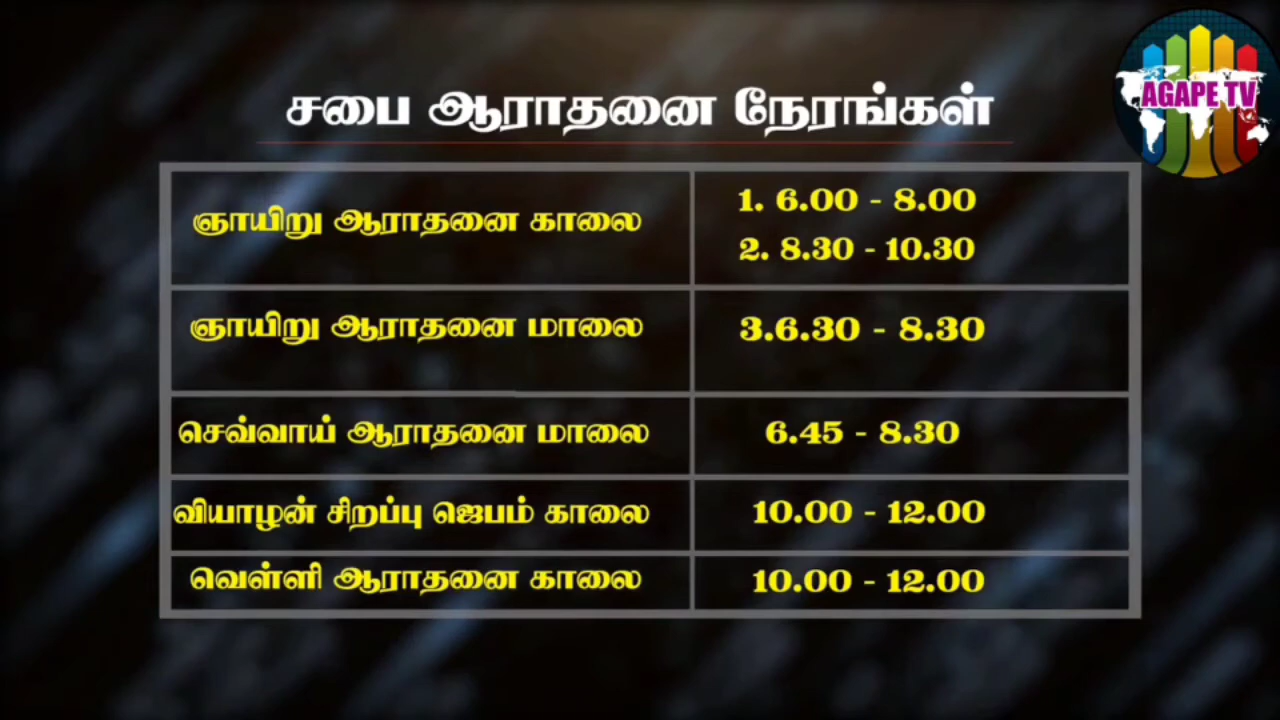 சபை ஆராதனை நேரங்கள்
AGAPE TV
ஞாயிறு ஆராதனை காலை
1. 6.00 - 8.00
2. 8.30 - 10.30
ஞாயிறு ஆராதனை மாலை
3.6.30 - 8.30
செவ்வாய் ஆராதனை மாலை
6.45 - 8.30
வியாழன் சிறப்பு ஜெபம் காலை
10.00 - 12.00
வெள்ளி ஆராதனை காலை
10.00 - 12.00